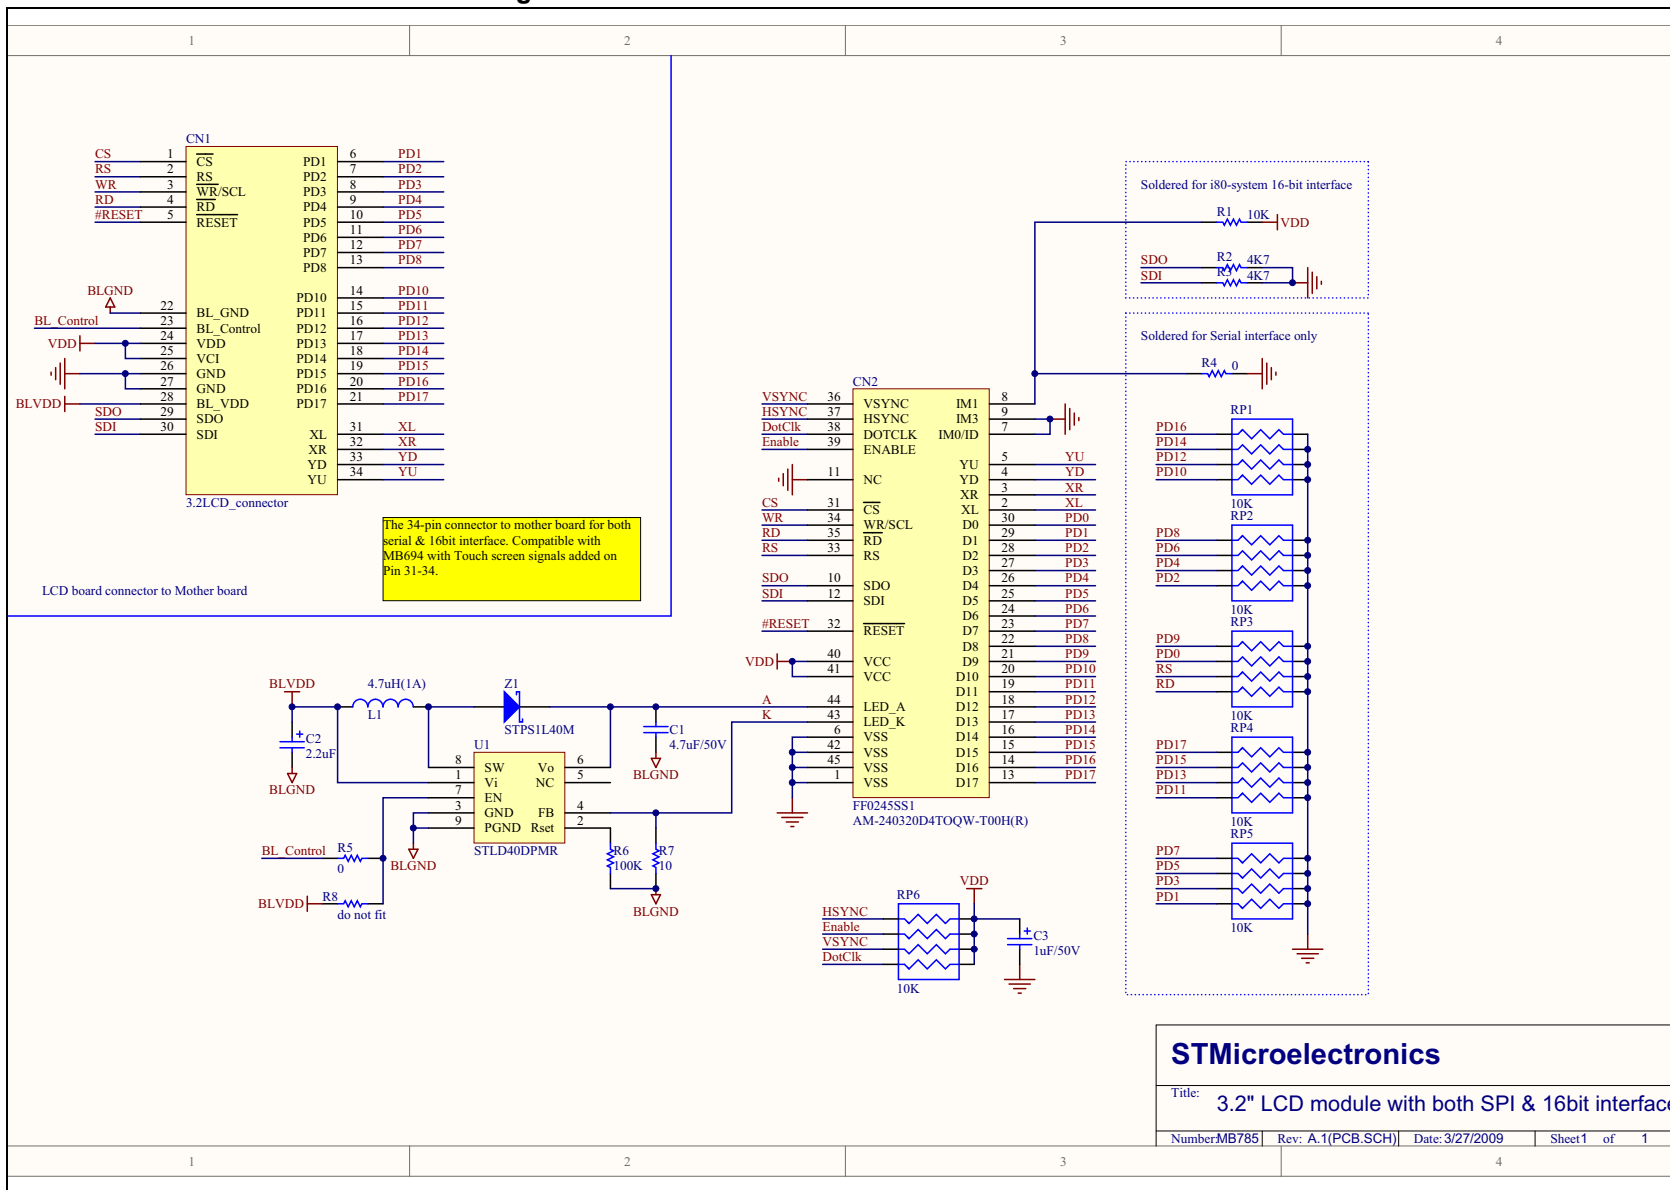 g
1 2 3 4
CN1
CS 1 CS PD1 6 PD1
RS 2 RS PD2 7 PD2
WR 3 WR/SCL PD3 8 PD3
RD 4 RD PD4 9 PD4
#RESET 5 RESET PD5 10 PD5
PD6 11 PD6
PD7 12 PD7
PD8 13 PD8
BLGND PD10 14 PD10
22 BL_GND PD11 15 PD11
BL_Control 23 BL_Control PD12 16 PD12
VDD 24 VDD PD13 17 PD13
25 VCI PD14 18 PD14
26 GND PD15 19 PD15
27 GND PD16 20 PD16
BLVDD 28 BL_VDD PD17 21 PD17
SDO 29 SDO
SDI 30 SDI XL 31 XL
XR 32 XR
YD 33 YD
YU 34 YU
3.2LCD_connector
The 34-pin connector to mother board for both
serial & 16bit interface. Compatible with
MB694 with Touch screen signals added on
Pin 31-34.
LCD board connector to Mother board
Soldered for i80-system 16-bit interface
R1 10K VDD
SDO R2 4K7
SDI R3 4K7
Soldered for Serial interface only
R4 0
RP1
PD16
PD14
PD12
PD10
10K
RP2
PD8
PD6
PD4
PD2
10K
RP3
PD9
PD0
RS
RD
10K
RP4
PD17
PD15
PD13
PD11
10K
RP5
PD7
PD5
PD3
PD1
10K
CN2
VSYNC 36 VSYNC IM1 8
HSYNC 37 HSYNC IM3 9
DotClk 38 DOTCLK IM0/ID 7
Enable 39 ENABLE
YU 5 YU
11 NC YD 4 YD
XR 3 XR
CS 31 CS XL 2 XL
WR 34 WR/SCL D0 30 PD0
RD 35 RD D1 29 PD1
RS 33 RS D2 28 PD2
D3 27 PD3
SDO 10 SDO D4 26 PD4
SDI 12 SDI D5 25 PD5
D6 24 PD6
#RESET 32 RESET D7 23 PD7
D8 22 PD8
VDD 40 VCC D9 21 PD9
41 VCC D10 20 PD10
D11 19 PD11
A 44 LED_A D12 18 PD12
K 43 LED_K D13 17 PD13
6 VSS D14 16 PD14
42 VSS D15 15 PD15
45 VSS D16 14 PD16
1 VSS D17 13 PD17
FF0245SS1
AM-240320D4TOQW-T00H(R)
BLVDD 4.7uH(1A) Z1
L1 STPS1L40M
C2
2.2uF
BLGND
C1
4.7uF/50V
BLGND
U1
8 SW Vo 6
1 Vi NC 5
7 EN
3 GND FB 4
9 PGND Rset 2
STLD40DPMR
BLGND
BL_Control R5
0
BLVDD R8
do not fit
R6 R7
100K 10
BLGND
RP6 VDD
HSYNC
Enable
VSYNC
DotClk
10K
C3
1uF/50V
STMicroelectronics
Title: 3.2" LCD module with both SPI & 16bit interface
Number:MB785 Rev: A.1(PCB.SCH) Date:3/27/2009 Sheet1 of 1
1 2 3 4